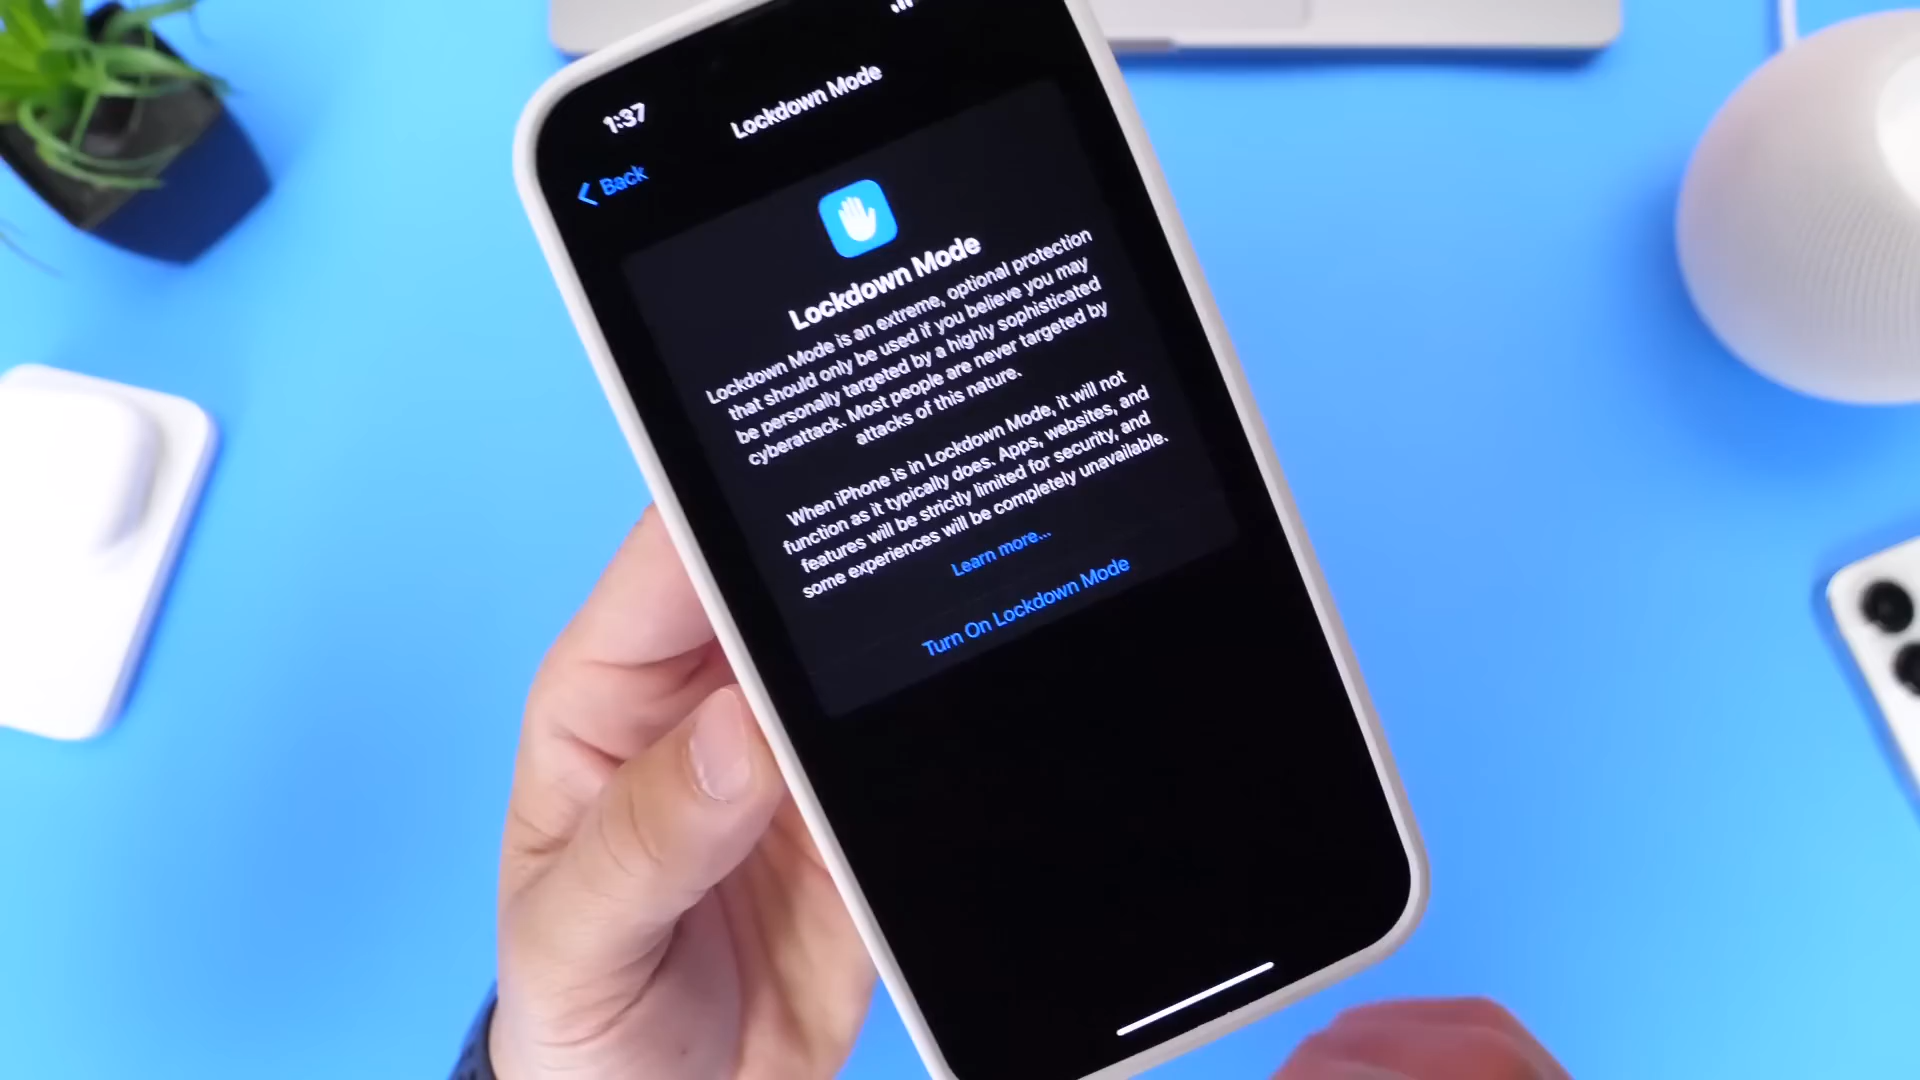 1:37
Lockdown Mode
Back
Lockdown Mode
Lockdown Mode is an extreme, optional protection
that should only be used if you believe you may
be personally targeted by a highly sophisticated
cyberattack. Most people are never targeted by
attacks of this nature.
When iPhone is in Lockdown Mode, it will not
function as it typically does. Apps, websites, and
features will be strictly limited for security, and
some experiences will be completely unavailable.
Learn more...
Turn On Lockdown Mode